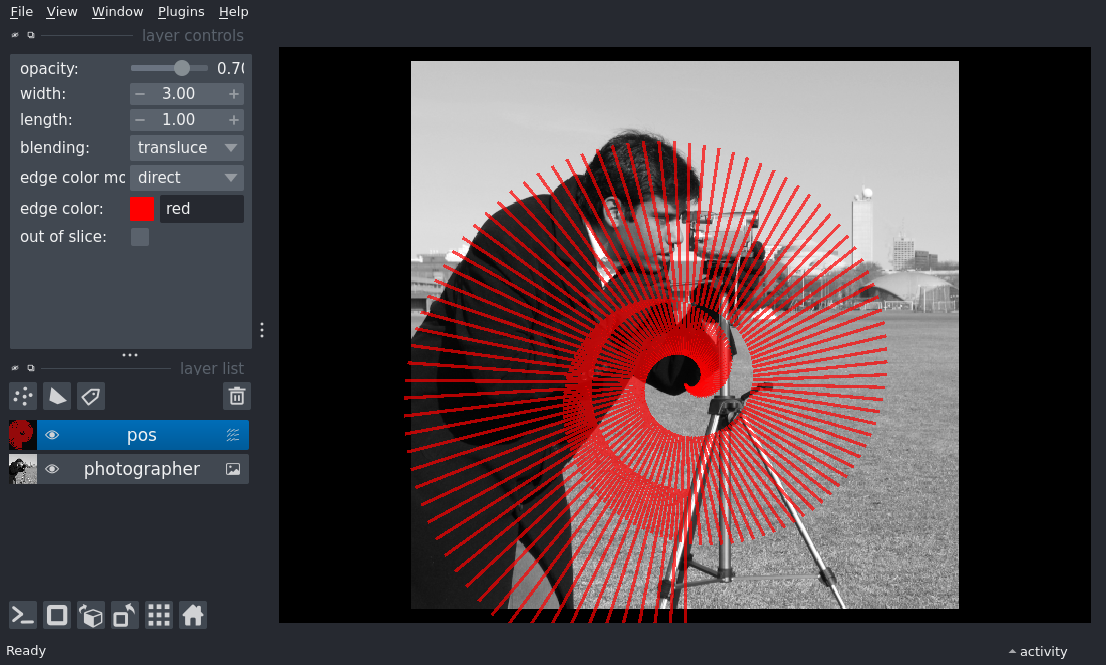 File View Window Plugins Help
layer controls
opacity: 0.70
width: − 3.00 +
length: − 1.00 +
blending: transluce
edge color mo direct
edge color: red
out of slice:
layer list
pos
photographer
Ready
activity